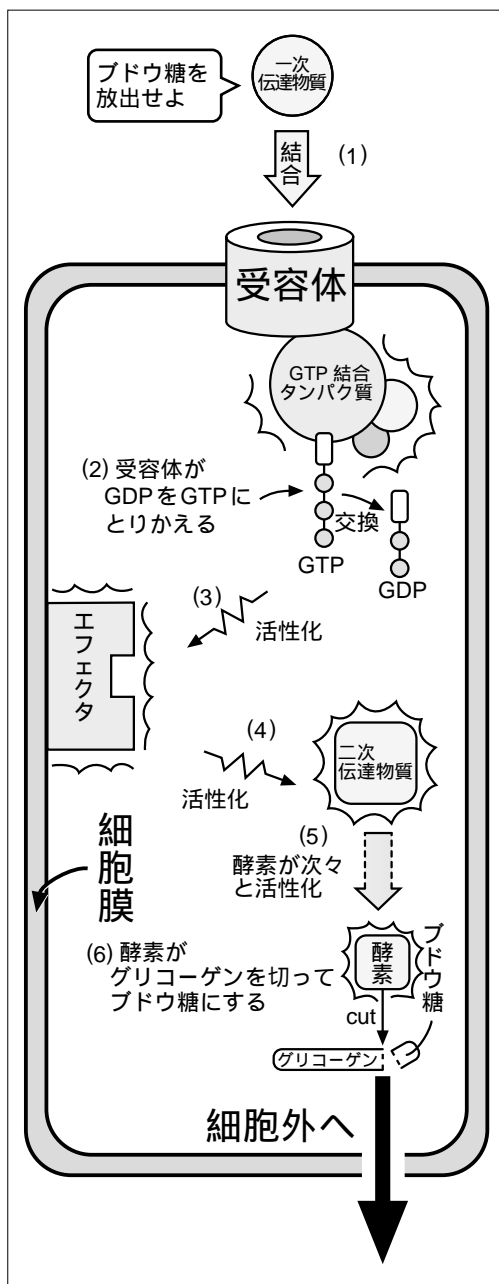 ブドウ糖を
放出せよ
一次
伝達物質
結合
(1)
受容体
GTP 結合
タンパク質
(2) 受容体が
GDPをGTPに
とりかえる
交換
GTP
GDP
(3)
活性化
エフェクタ
(4)
活性化
二次
伝達物質
(5)
酵素が次々
と活性化
細胞膜
(6) 酵素が
グリコーゲンを切って
ブドウ糖にする
酵素
ブドウ糖
cut
グリコーゲン
細胞外へ